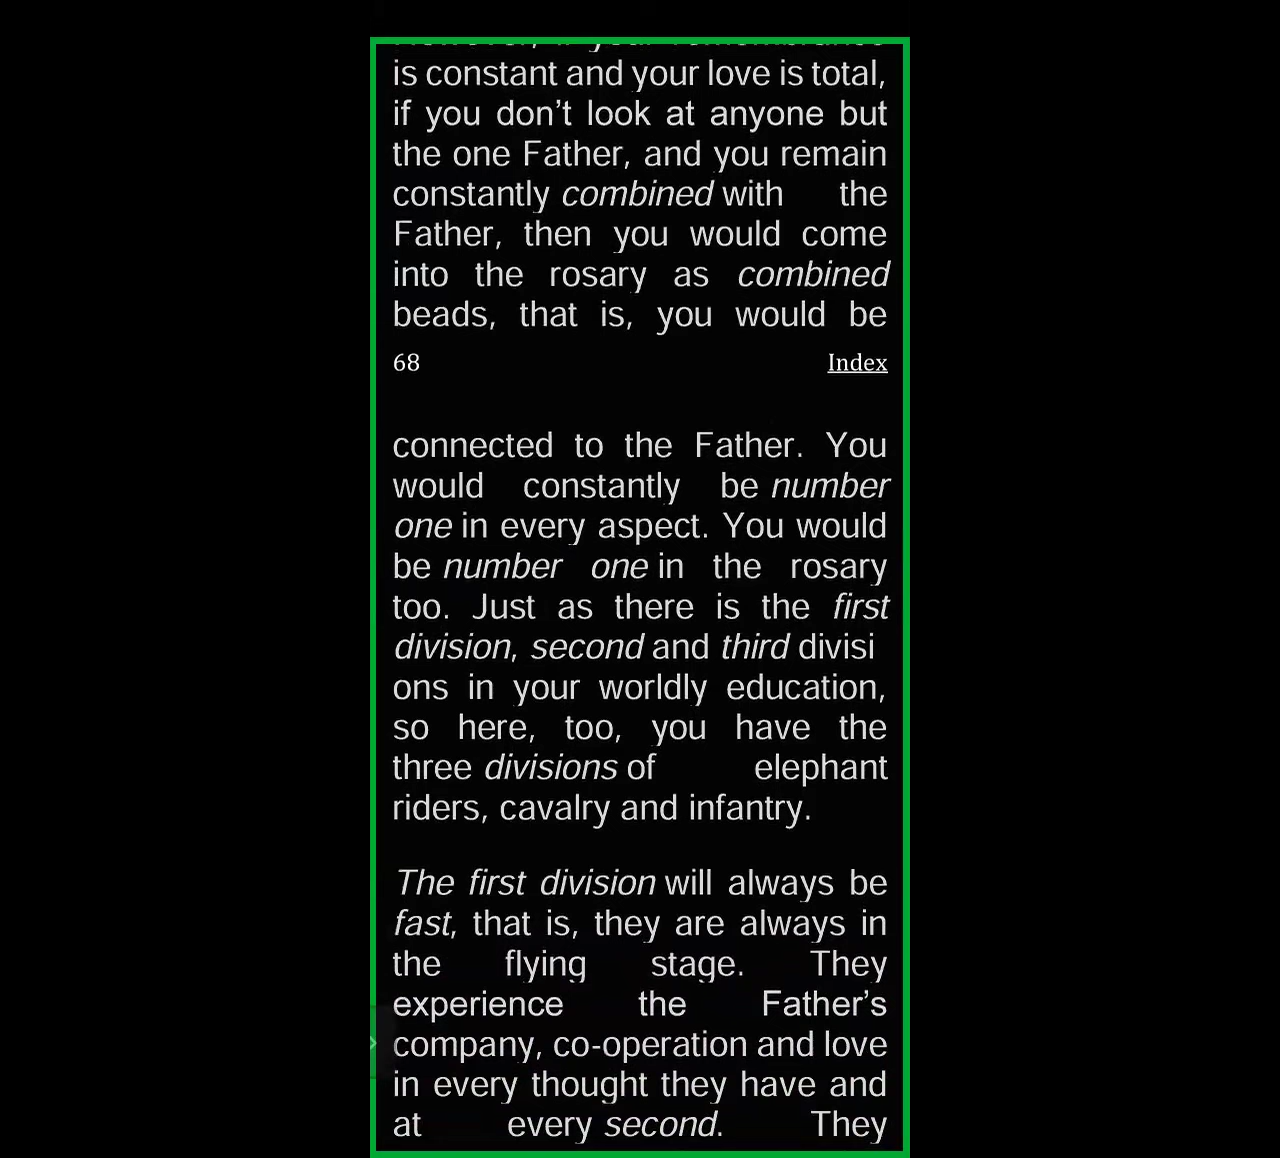 is constant and your love is total,
if you don’t look at anyone but
the one Father, and you remain
constantly combined with the
Father, then you would come
into the rosary as combined
beads, that is, you would be
68 Index
connected to the Father. You
would constantly be number
one in every aspect. You would
be number one in the rosary
too. Just as there is the first
division, second and third divisi
ons in your worldly education,
so here, too, you have the
three divisions of elephant
riders, cavalry and infantry.
The first division will always be
fast, that is, they are always in
the flying stage. They
experience the Father’s
company, co-operation and love
in every thought they have and
at every second. They